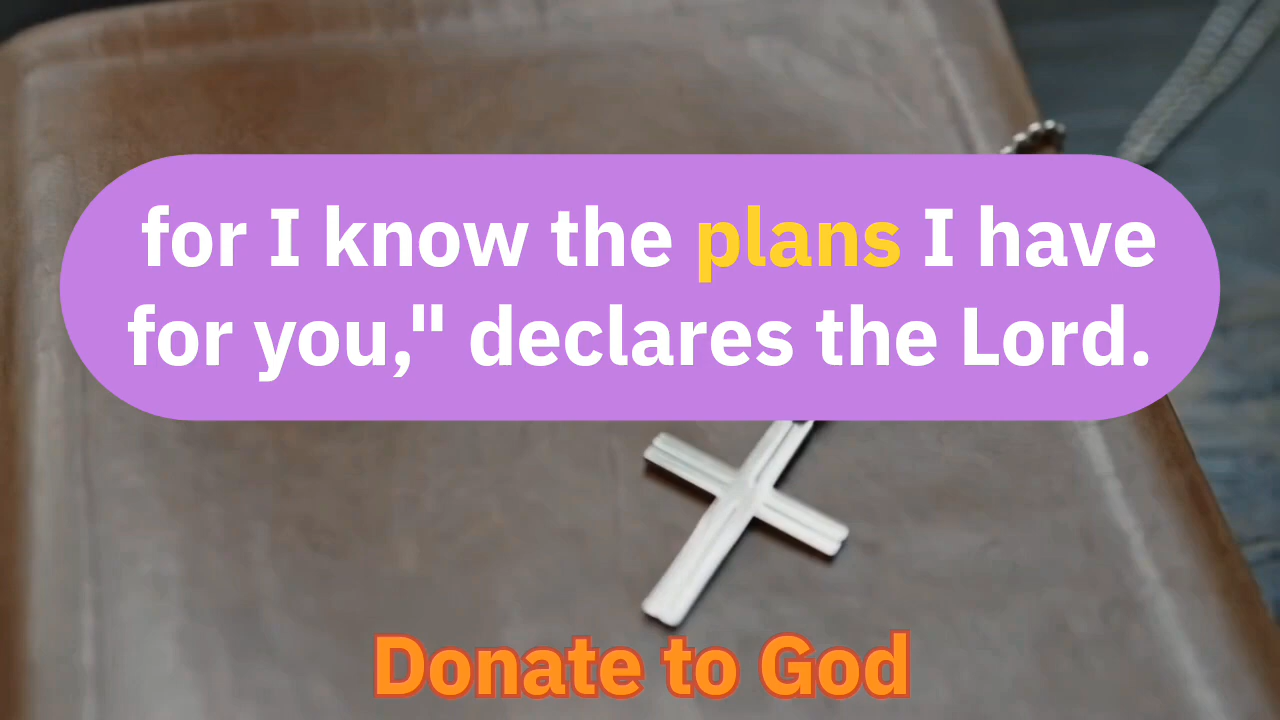 for I know the plans I have
for you," declares the Lord.
Donate to God